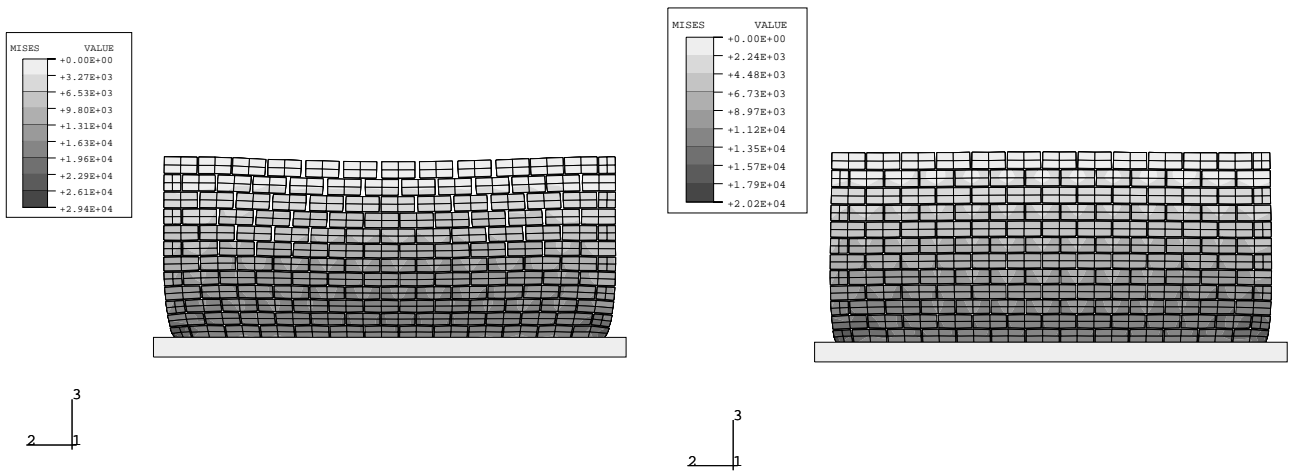 MISES VALUE
+0.00E+00
+3.27E+03
+6.53E+03
+9.80E+03
+1.31E+04
+1.63E+04
+1.96E+04
+2.29E+04
+2.61E+04
+2.94E+04
3
2 1
MISES VALUE
+0.00E+00
+2.24E+03
+4.48E+03
+6.73E+03
+8.97E+03
+1.12E+04
+1.35E+04
+1.57E+04
+1.79E+04
+2.02E+04
3
2 1